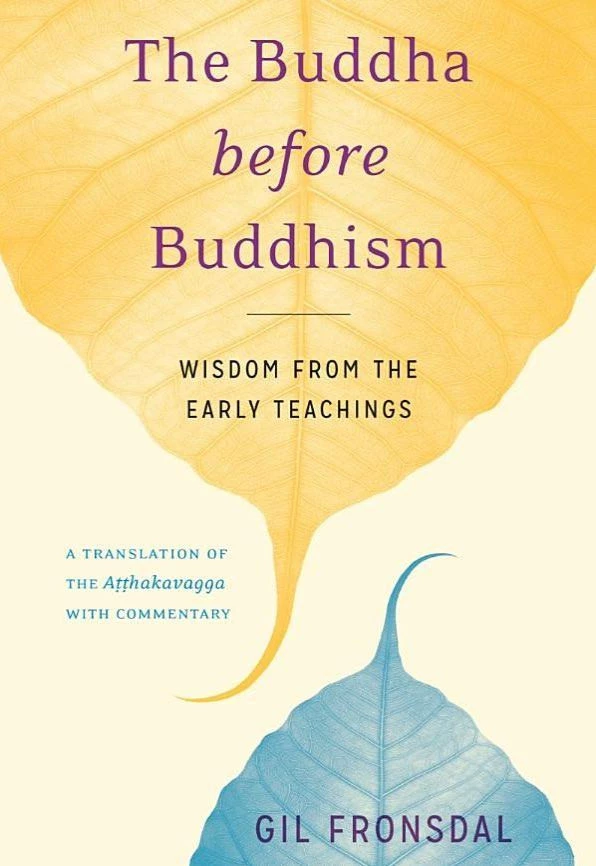 The Buddha
before
Buddhism
WISDOM FROM THE
EARLY TEACHINGS
A TRANSLATION OF
THE Aṭṭhakavagga
WITH COMMENTARY
GIL FRONSDAL